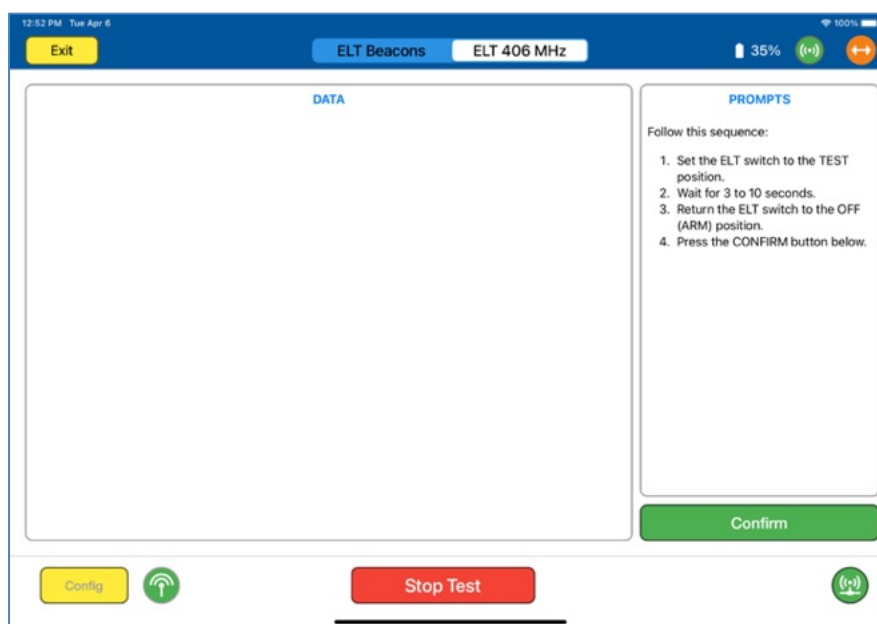 12:52 PM Tue Apr 6
100%
Exit
ELT Beacons
ELT 406 MHz
35%
DATA
PROMPTS
Follow this sequence:
1. Set the ELT switch to the TEST
position.
2. Wait for 3 to 10 seconds.
3. Return the ELT switch to the OFF
(ARM) position.
4. Press the CONFIRM button below.
Confirm
Config
Stop Test